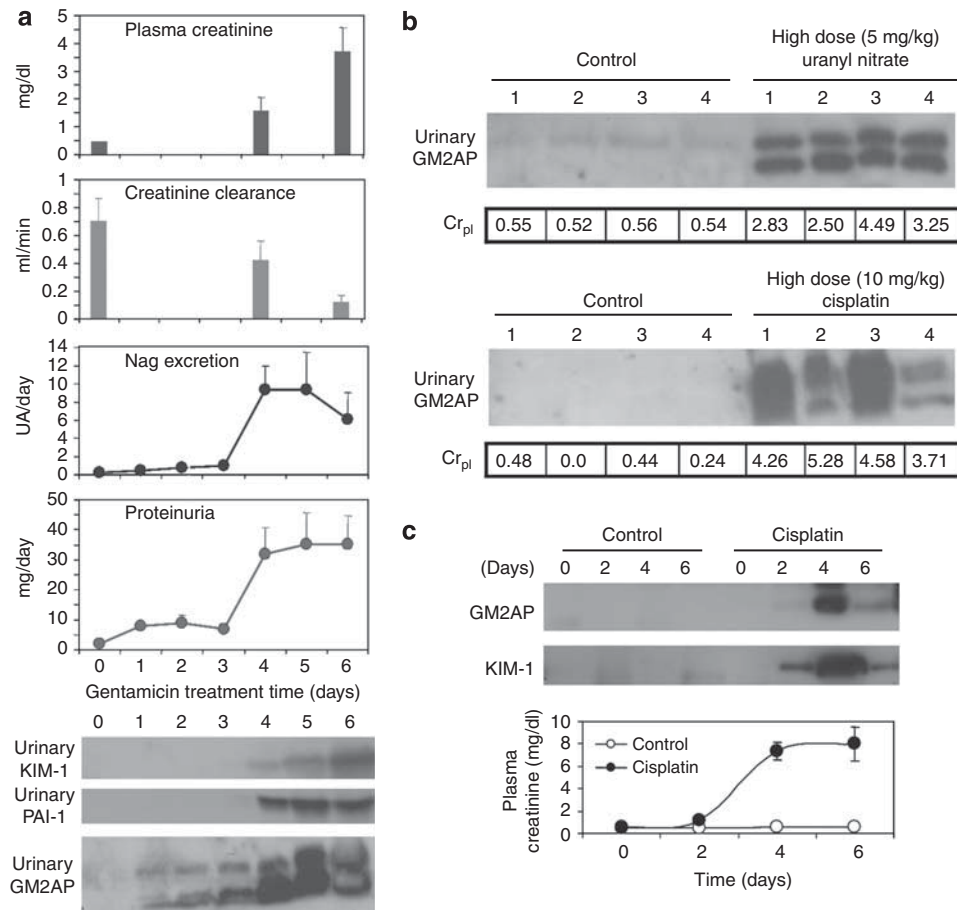 a
Plasma creatinine
mg/dl
5
4
3
2
1
0
Creatinine clearance
ml/min
1
0.8
0.6
0.4
0.2
0
Nag excretion
UA/day
14
12
10
8
6
4
2
0
Proteinuria
mg/day
50
40
30
20
10
0
0 1 2 3 4 5 6
Gentamicin treatment time (days)
0 1 2 3 4 5 6
Urinary
KIM-1
Urinary
PAI-1
Urinary
GM2AP
b
Control
High dose (5 mg/kg)
uranyl nitrate
1 2 3 4 1 2 3 4
Urinary
GM2AP
Crpl 0.55 0.52 0.56 0.54 2.83 2.50 4.49 3.25
Control
High dose (10 mg/kg)
cisplatin
1 2 3 4 1 2 3 4
Urinary
GM2AP
Crpl 0.48 0.0 0.44 0.24 4.26 5.28 4.58 3.71
c
Control Cisplatin
(Days) 0 2 4 6 0 2 4 6
GM2AP
KIM-1
Plasma
creatinine (mg/dl)
10
8
6
4
2
0
Control
Cisplatin
0 2 4 6
Time (days)